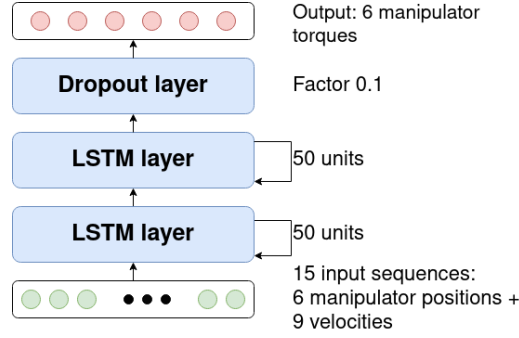 Output: 6 manipulator
torques
Dropout layer
Factor 0.1
LSTM layer
50 units
LSTM layer
50 units
15 input sequences:
6 manipulator positions +
9 velocities